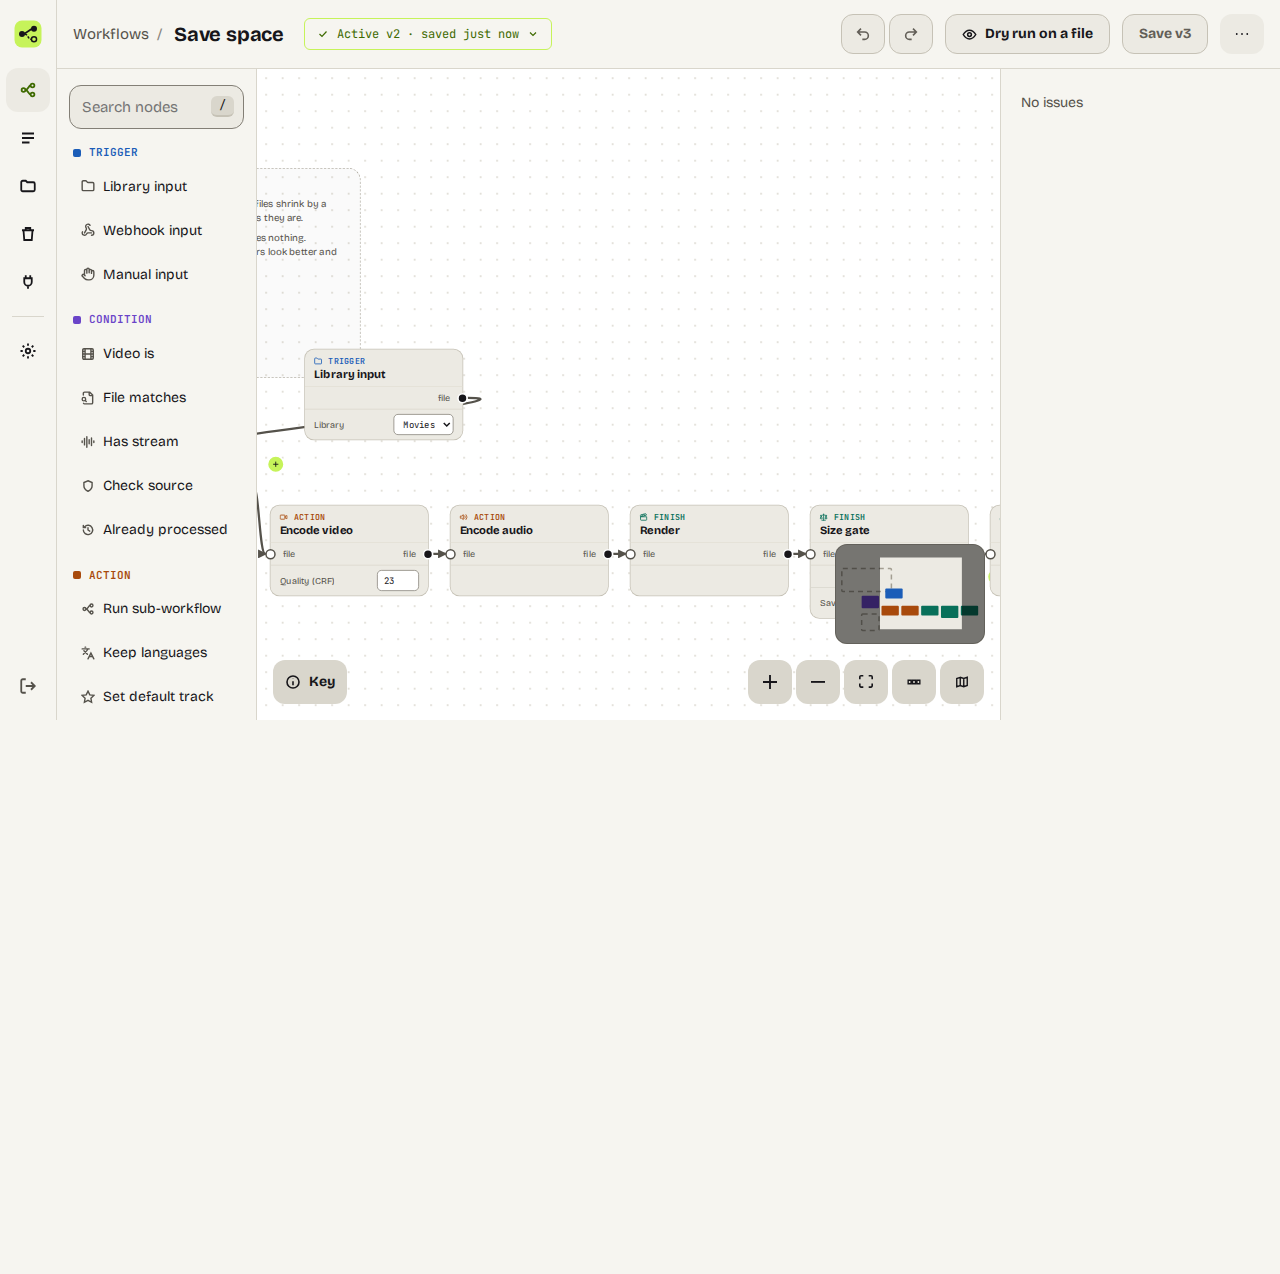 Workflows / Save space
Active v2 · saved just now
Dry run on a file
Save v3
Search nodes /
No issues
TRIGGER
Library input
Webhook input
Manual input
CONDITION
Video is
File matches
Has stream
Check source
Already processed
ACTION
Run sub-workflow
Keep languages
Set default track
files shrink by a
s they are.
es nothing.
rs look better and
TRIGGER
Library input
file
Library Movies
ACTION
Encode video
file file
Quality (CRF) 23
ACTION
Encode audio
file file
FINISH
Render
file file
FINISH
Size gate
file
Sav
Key